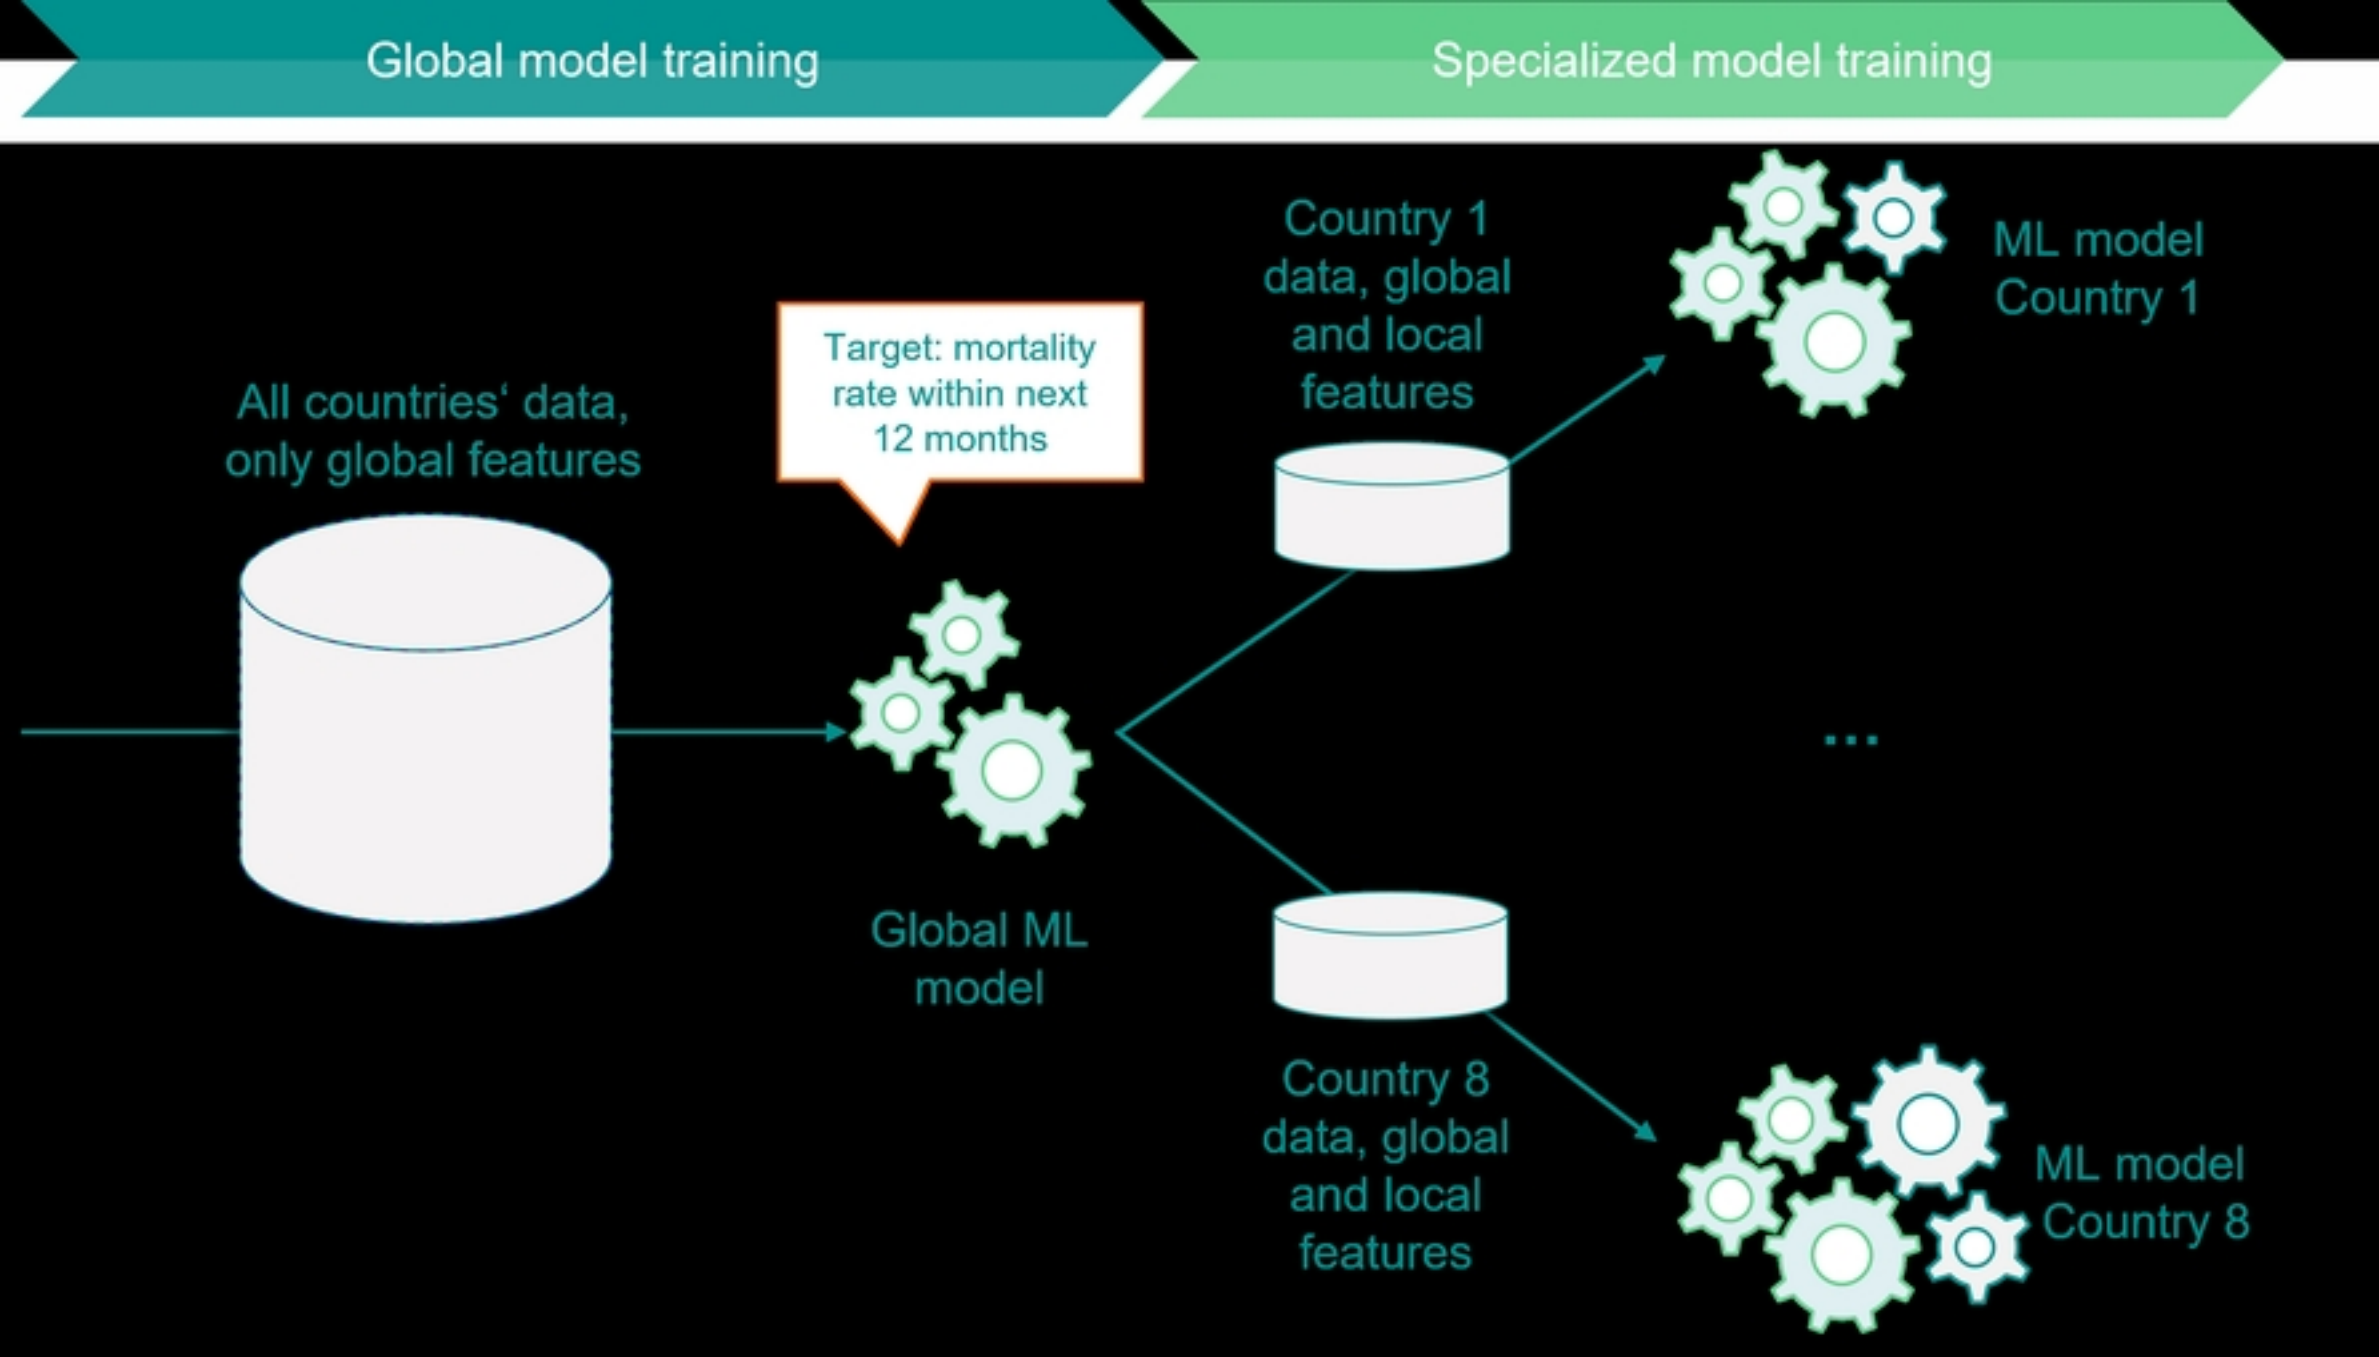 Global model training
Specialized model training
All countries‘ data,
only global features
Target: mortality
rate within next
12 months
Global ML
model
Country 1
data, global
and local
features
ML model
Country 1
...
Country 8
data, global
and local
features
ML model
Country 8